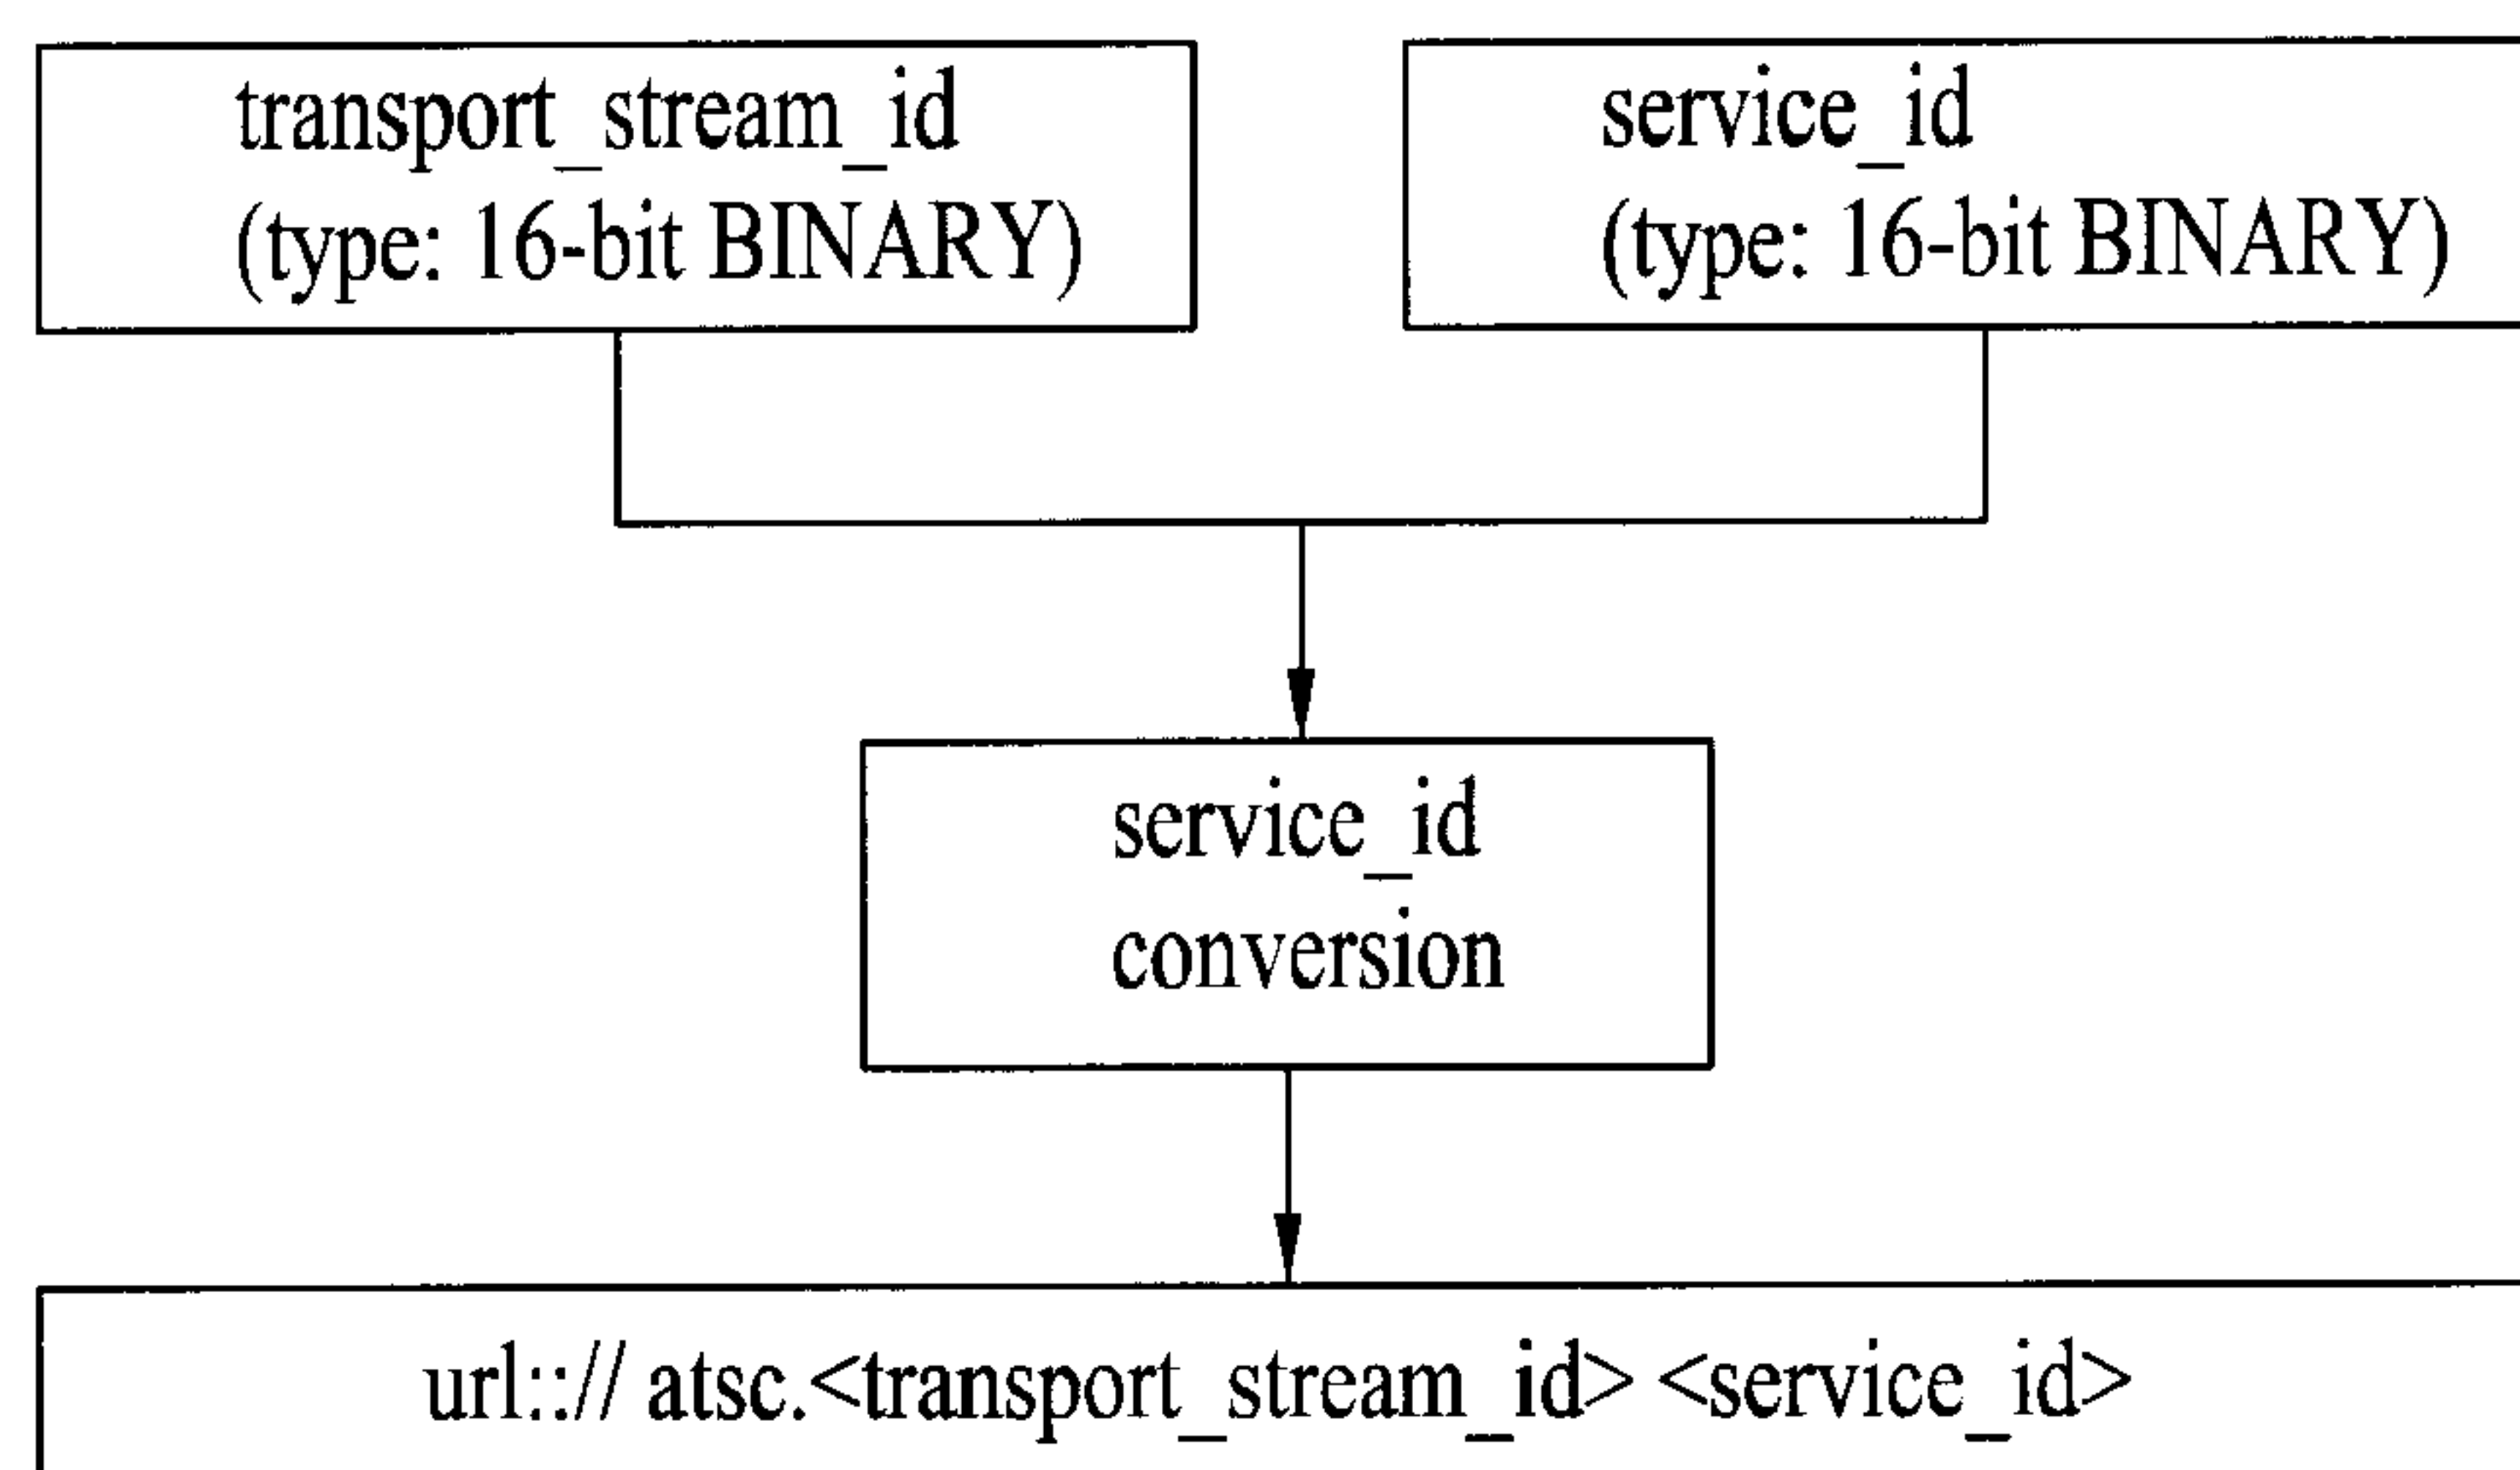 transport_stream_id
(type: 16-bit BINARY)
service_id
(type: 16-bit BINARY)
service_id
conversion
url::// atsc.<transport_stream_id> <service_id>